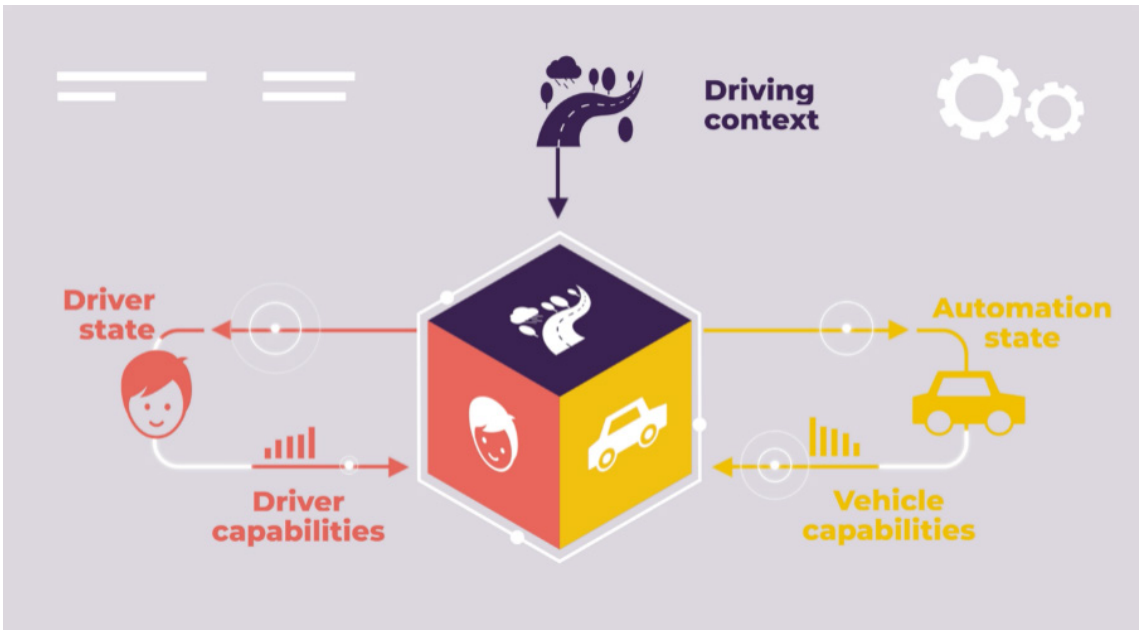 Driving
context
Driver
state
Automation
state
Driver
capabilities
Vehicle
capabilities